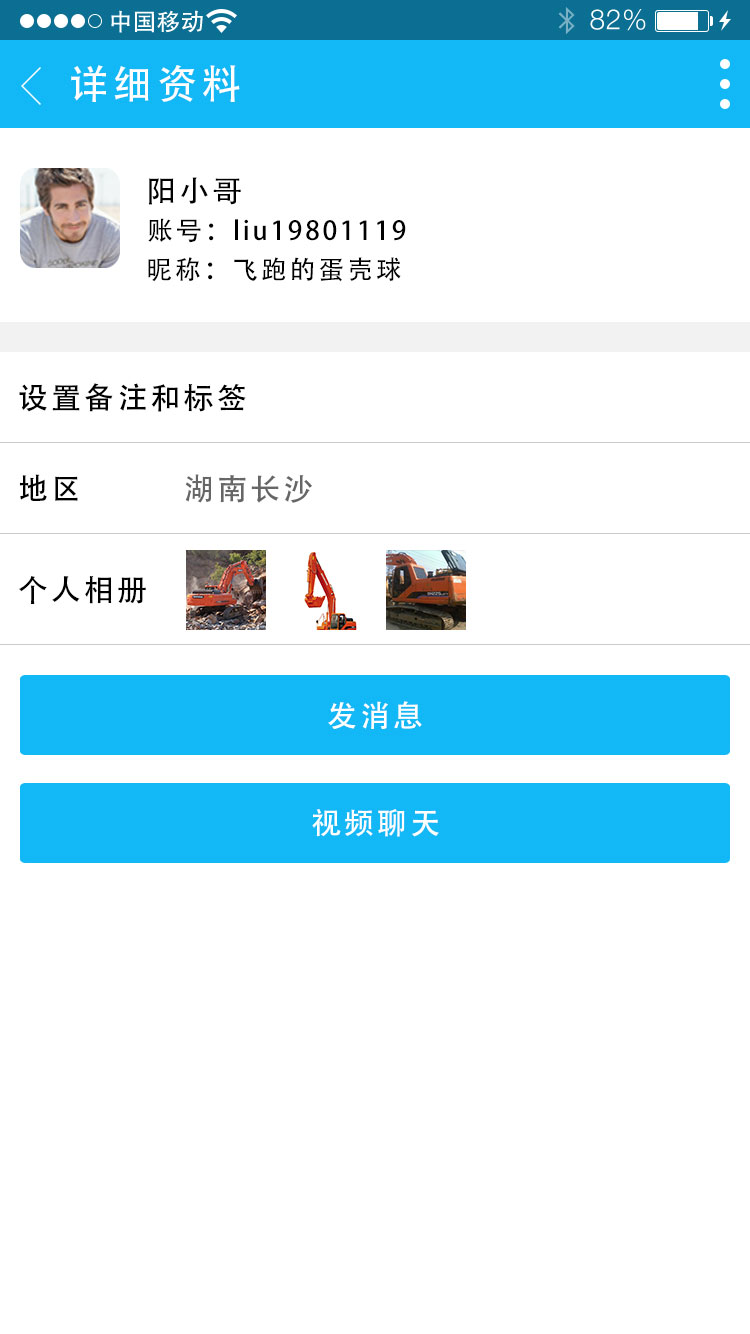 中国移动 82%
详细资料
阳小哥
账号：liu19801119
昵称：飞跑的蛋壳球
设置备注和标签
地区 湖南长沙
个人相册
发消息
视频聊天